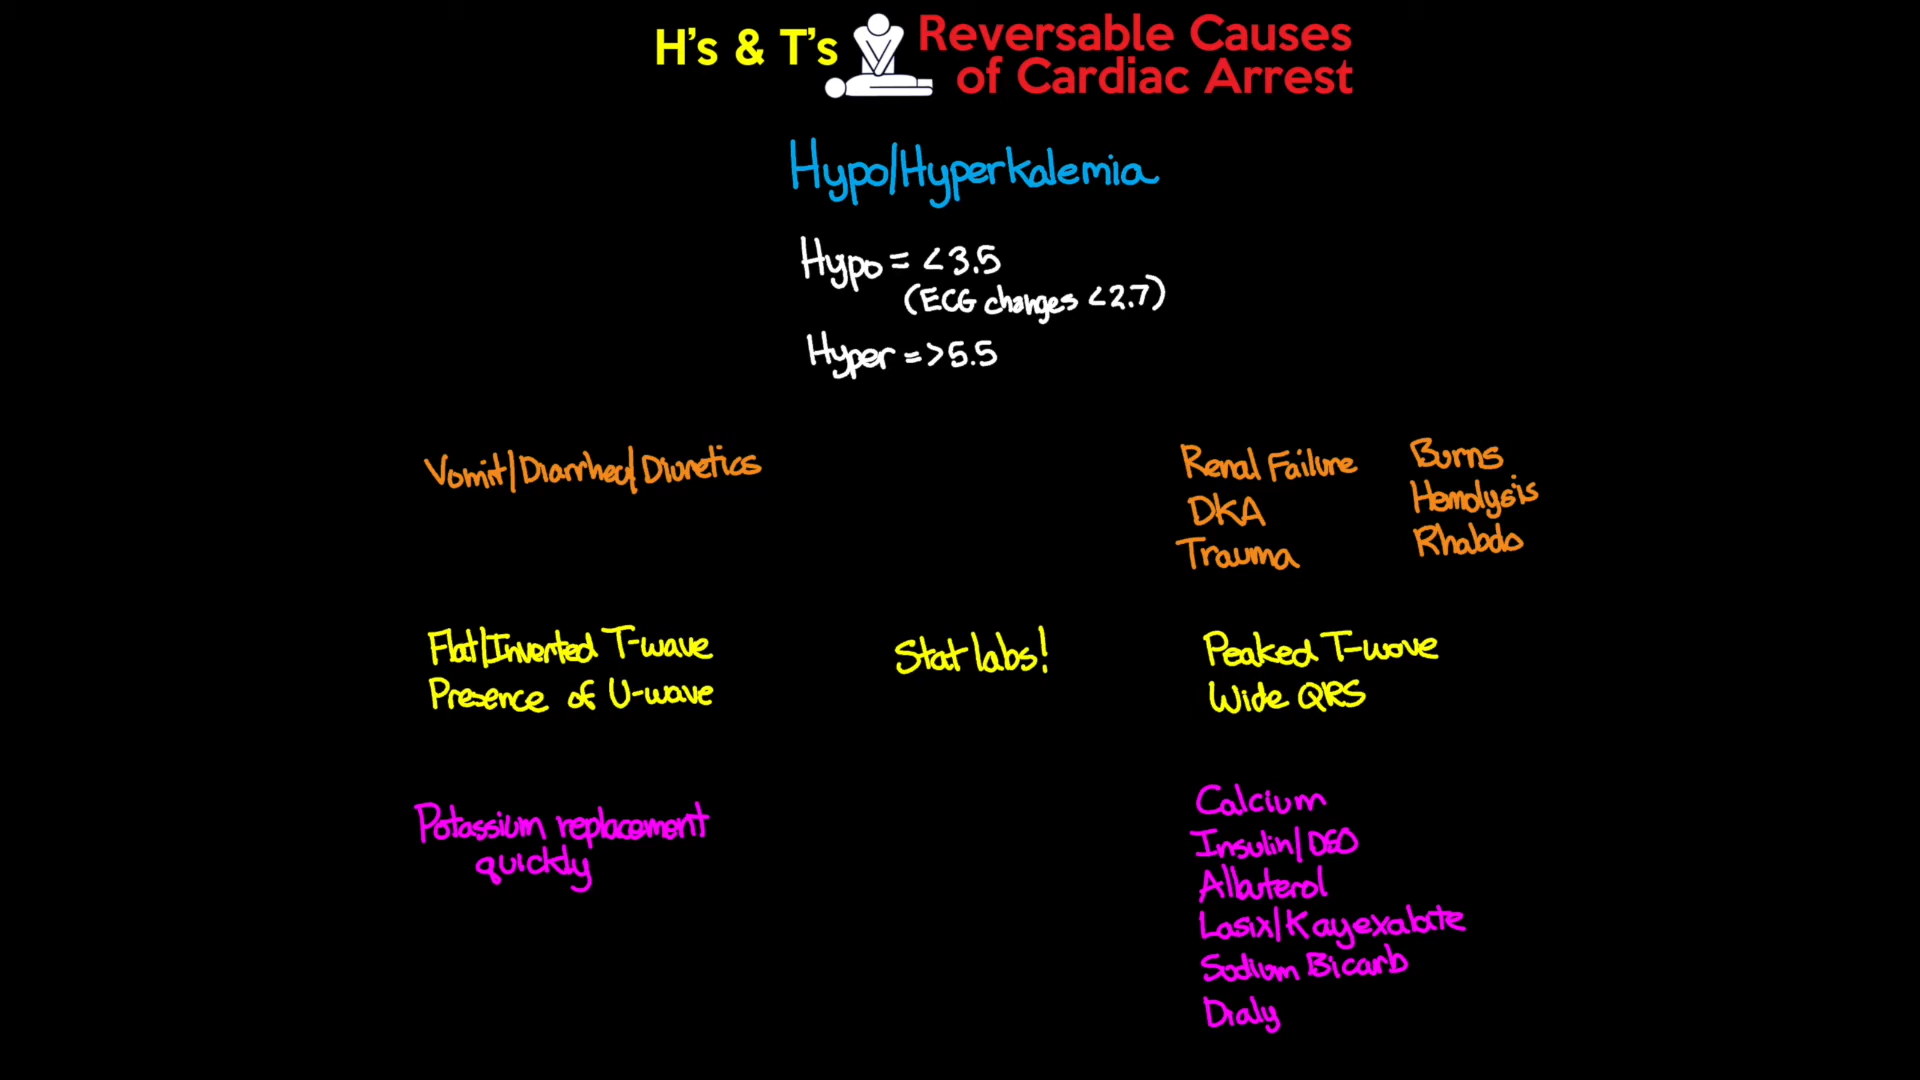 H's & T's
Reversable Causes
of Cardiac Arrest
Hypo/Hyperkalemia
Hypo = <3.5
(ECG changes <2.7)
Hyper = >5.5
Vomit/Diarrhea/Diuretics
Renal Failure
DKA
Trauma
Burns
Hemolysis
Rhabdo
Flat/Inverted T-wave
Presence of U-wave
Stat labs!
Peaked T-wave
Wide QRS
Potassium replacement
quickly
Calcium
Insulin/D50
Albuterol
Lasix/Kayexalate
Sodium Bicarb
Dialy